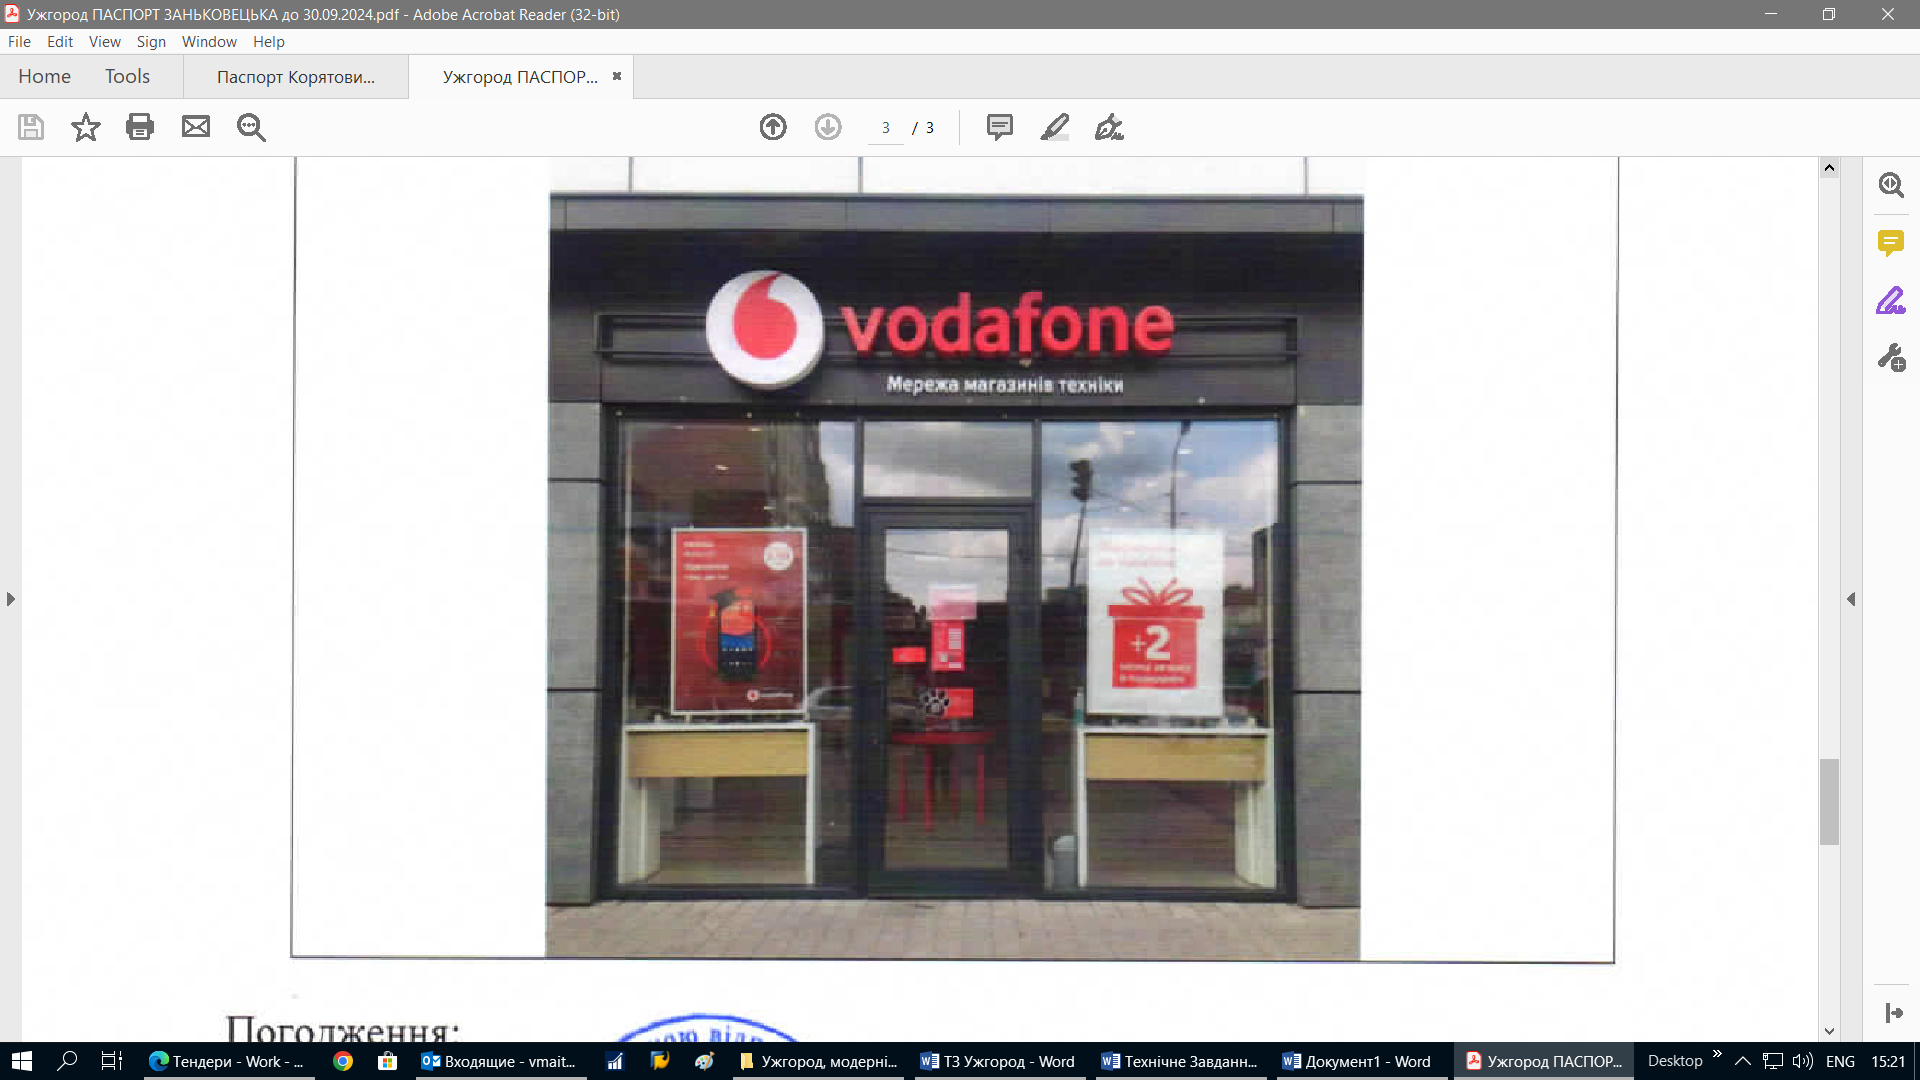 Ужгород ПАСПОРТ ЗАНЬКОВЕЦЬКА до 30.09.2024.pdf - Adobe Acrobat Reader (32-bit)
File Edit View Sign Window Help
Home Tools Паспорт Корятови... Ужгород ПАСПОР...
3 / 3
vodafone
Мережа магазинів техніки
+2
Погодження:
Тендери - Work - ...
Входящие - vmait...
Ужгород, модерні...
ТЗ Ужгород - Word
Технічне Завданн...
Документ1 - Word
Ужгород ПАСПОР...
Desktop
ENG
15:21